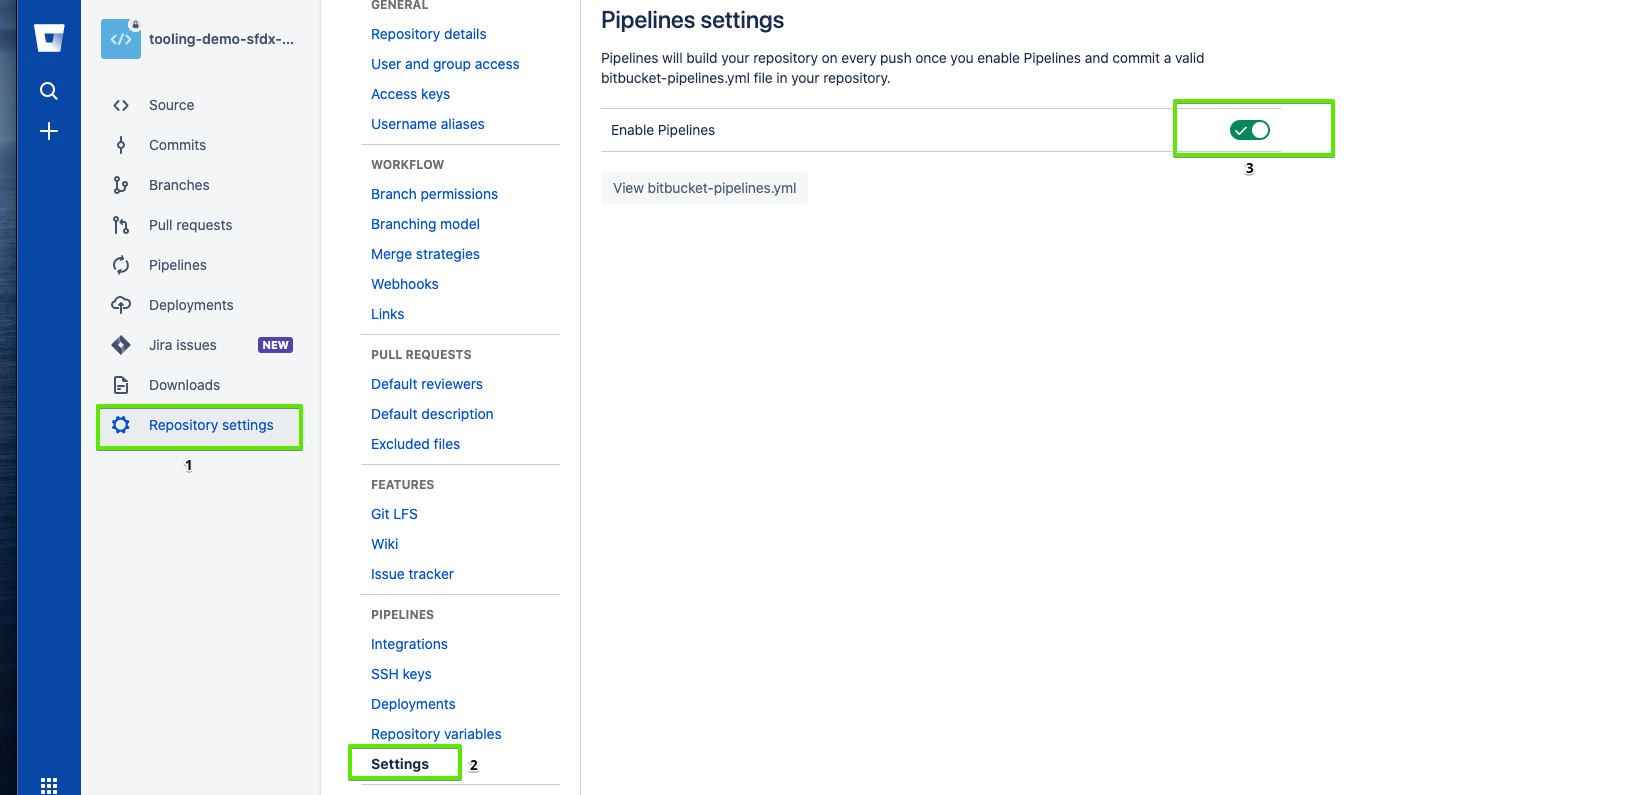 tooling-demo-sfdx-...
Source
Commits
Branches
Pull requests
Pipelines
Deployments
Jira issues NEW
Downloads
Repository settings
1
GENERAL
Repository details
User and group access
Access keys
Username aliases
WORKFLOW
Branch permissions
Branching model
Merge strategies
Webhooks
Links
PULL REQUESTS
Default reviewers
Default description
Excluded files
FEATURES
Git LFS
Wiki
Issue tracker
PIPELINES
Integrations
SSH keys
Deployments
Repository variables
Settings 2
Pipelines settings
Pipelines will build your repository on every push once you enable Pipelines and commit a valid
bitbucket-pipelines.yml file in your repository.
Enable Pipelines
3
View bitbucket-pipelines.yml